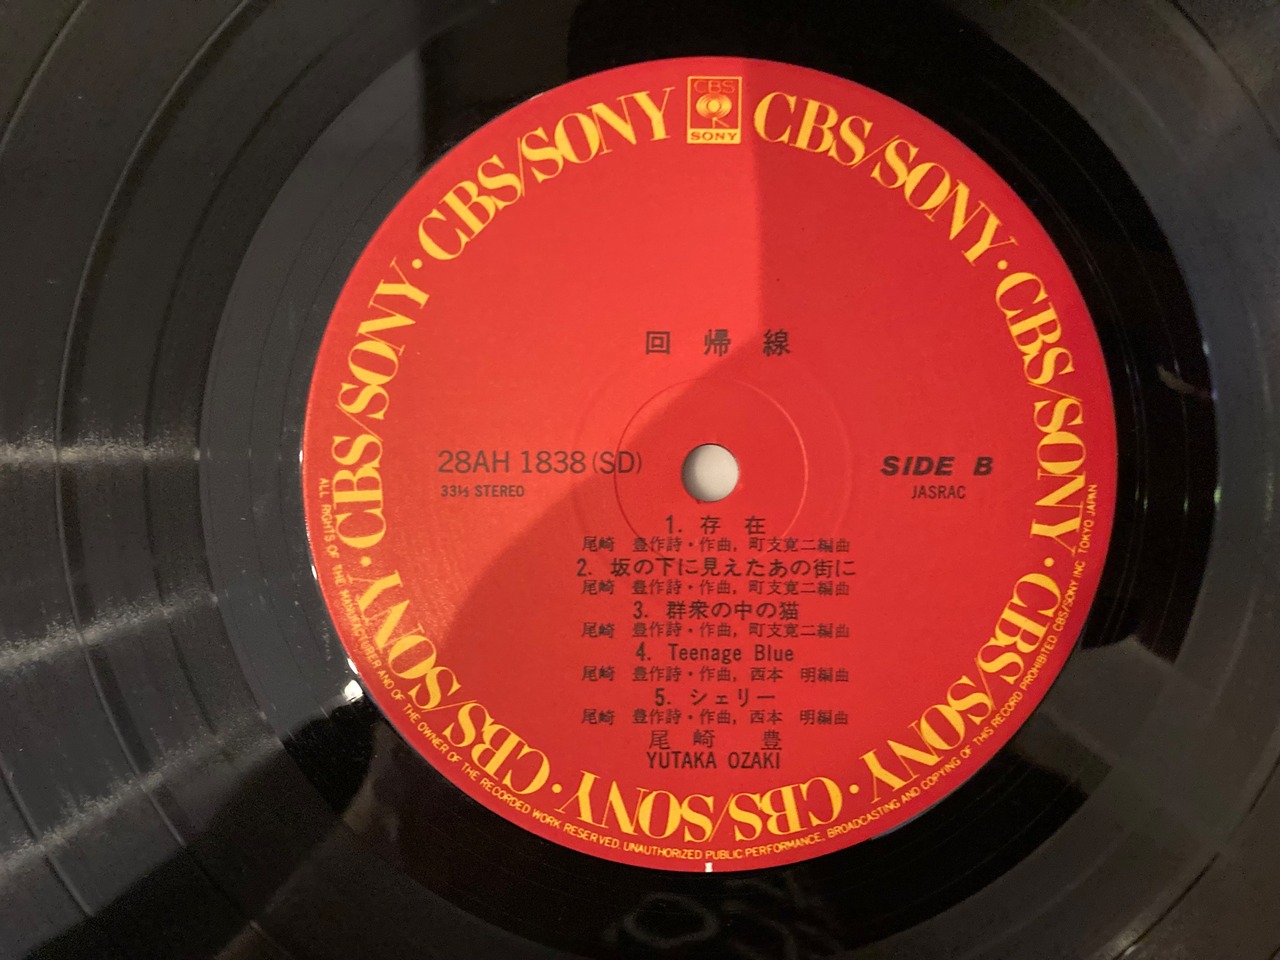 CBS
SONY
CBS/SONY · CBS/SONY · CBS/SONY · CBS/SONY · CBS/SONY · CBS/SONY · CBS/SONY · CBS/SONY
回帰線
28AH 1838 (SD)
33⅓ STEREO
SIDE B
JASRAC
1. 存在
尾崎 豊作詩・作曲, 町支寛二編曲
2. 坂の下に見えたあの街に
尾崎 豊作詩・作曲, 町支寛二編曲
3. 群衆の中の猫
尾崎 豊作詩・作曲, 町支寛二編曲
4. Teenage Blue
尾崎 豊作詩・作曲, 西本 明編曲
5. シェリー
尾崎 豊作詩・作曲, 西本 明編曲
尾崎 豊
YUTAKA OZAKI
ALL RIGHTS OF THE MANUFACTURER AND OF THE OWNER OF THE RECORDED WORK RESERVED. UNAUTHORIZED PUBLIC PERFORMANCE, BROADCASTING AND COPYING OF THIS RECORD PROHIBITED. CBS/SONY INC. TOKYO JAPAN